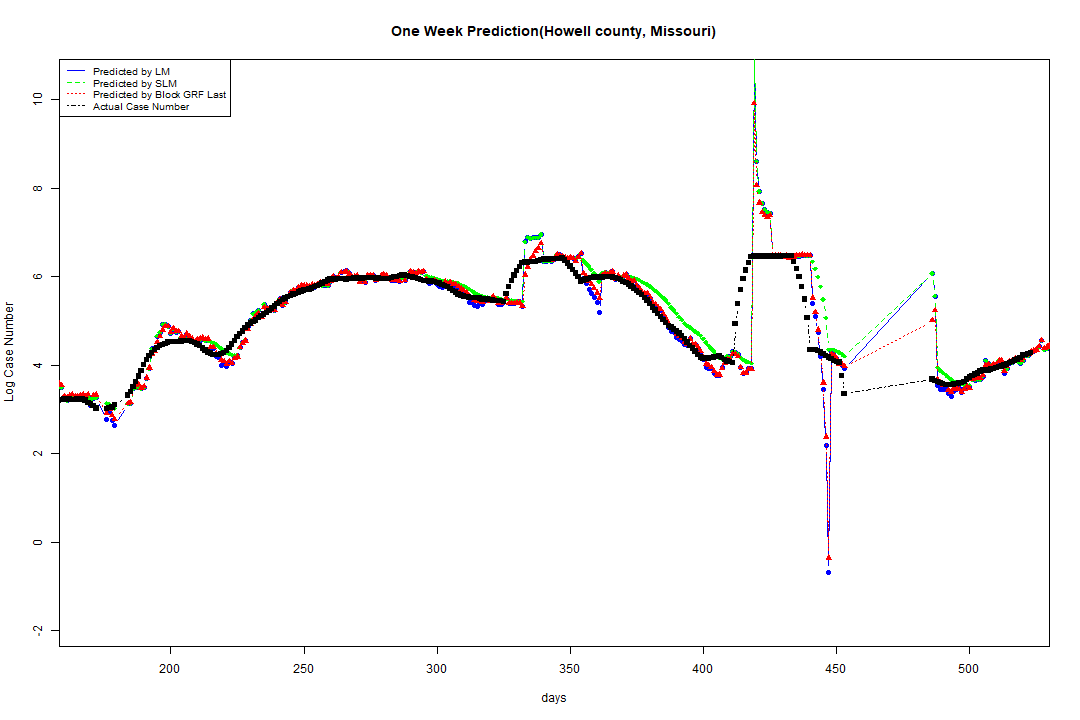 One Week Prediction(Howell county, Missouri)
Predicted by LM
Predicted by SLM
Predicted by Block GRF Last
Actual Case Number
Log Case Number
10
8
6
4
2
0
-2
200 250 300 350 400 450 500
days